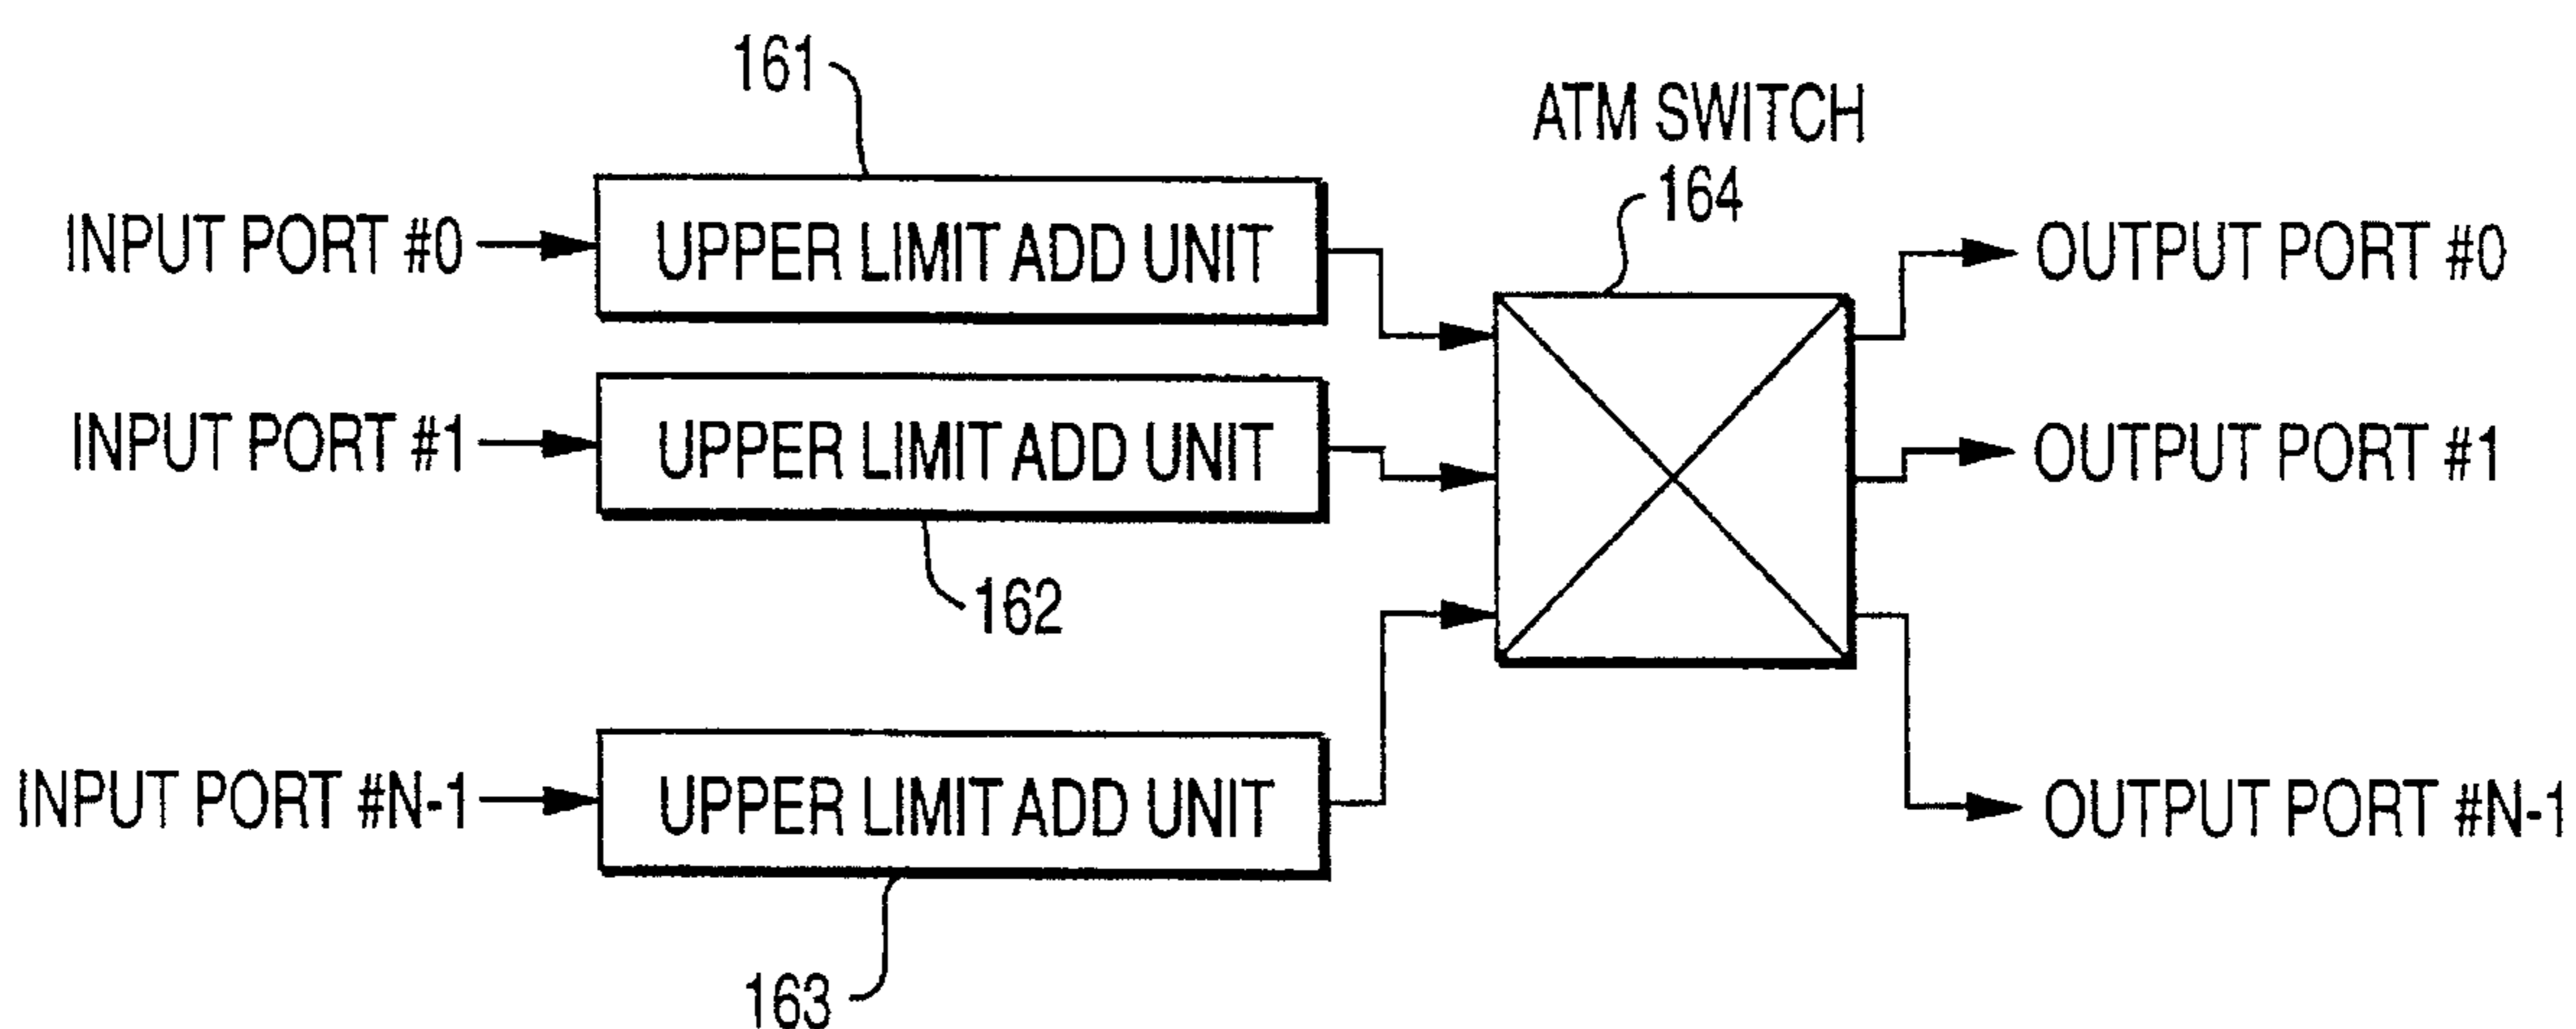 161
ATM SWITCH
164
INPUT PORT #0
UPPER LIMIT ADD UNIT
OUTPUT PORT #0
INPUT PORT #1
UPPER LIMIT ADD UNIT
OUTPUT PORT #1
162
INPUT PORT #N-1
UPPER LIMIT ADD UNIT
OUTPUT PORT #N-1
163